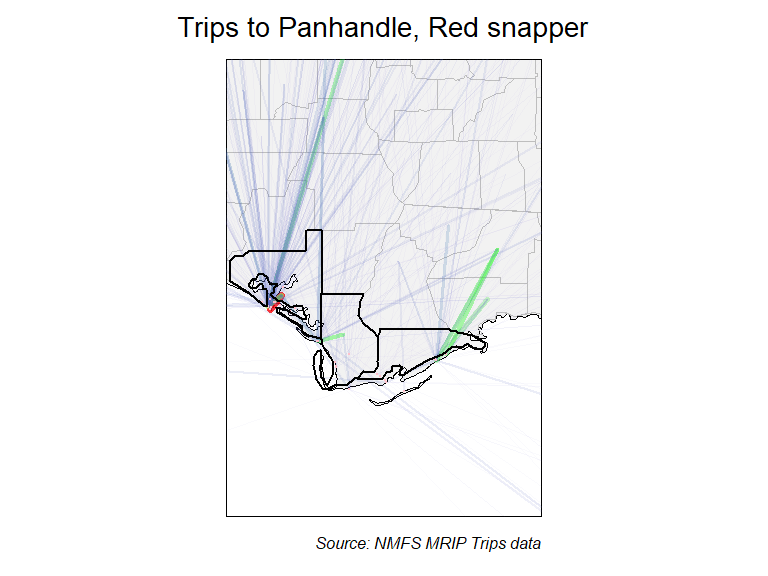 Trips to Panhandle, Red snapper
Source: NMFS MRIP Trips data